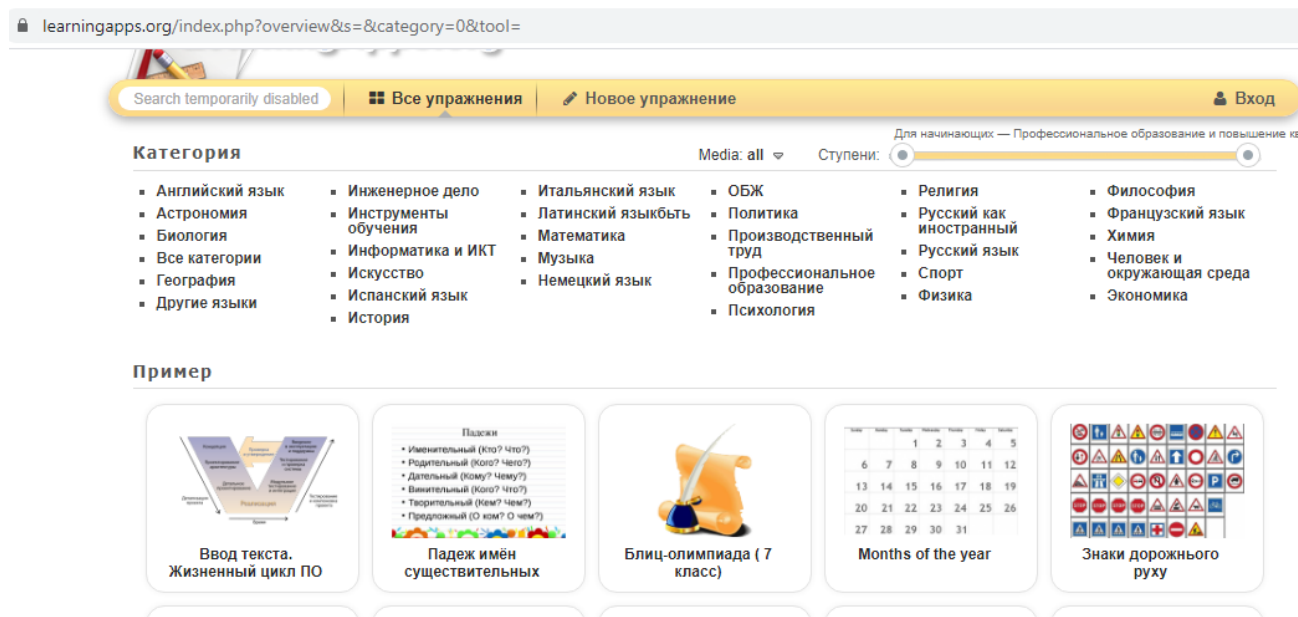 learningapps.org/index.php?overview&s=&category=0&tool=
Search temporarily disabled
Все упражнения
Новое упражнение
Вход
Для начинающих — Профессиональное образование и повышение кв
Категория
Media: all
Ступени:
Английский язык
Астрономия
Биология
Все категории
География
Другие языки
Инженерное дело
Инструменты
обучения
Информатика и ИКТ
Искусство
Испанский язык
История
Итальянский язык
Латинский языкбыть
Математика
Музыка
Немецкий язык
ОБЖ
Политика
Производственный
труд
Профессиональное
образование
Психология
Религия
Русский как
иностранный
Русский язык
Спорт
Физика
Философия
Французский язык
Химия
Человек и
окружающая среда
Экономика
Пример
Реализация
Ввод текста.
Жизненный цикл ПО
Падежи
• Именительный (Кто? Что?)
• Родительный (Кого? Чего?)
• Дательный (Кому? Чему?)
• Винительный (Кого? Что?)
• Творительный (Кем? Чем?)
• Предложный (О ком? О чем?)
Падеж имён
существительных
Блиц-олимпиада ( 7
класс)
1 2 3 4 5
6 7 8 9 10 11 12
13 14 15 16 17 18 19
20 21 22 23 24 25 26
27 28 29 30 31
Months of the year
Знаки дорожнього
руху